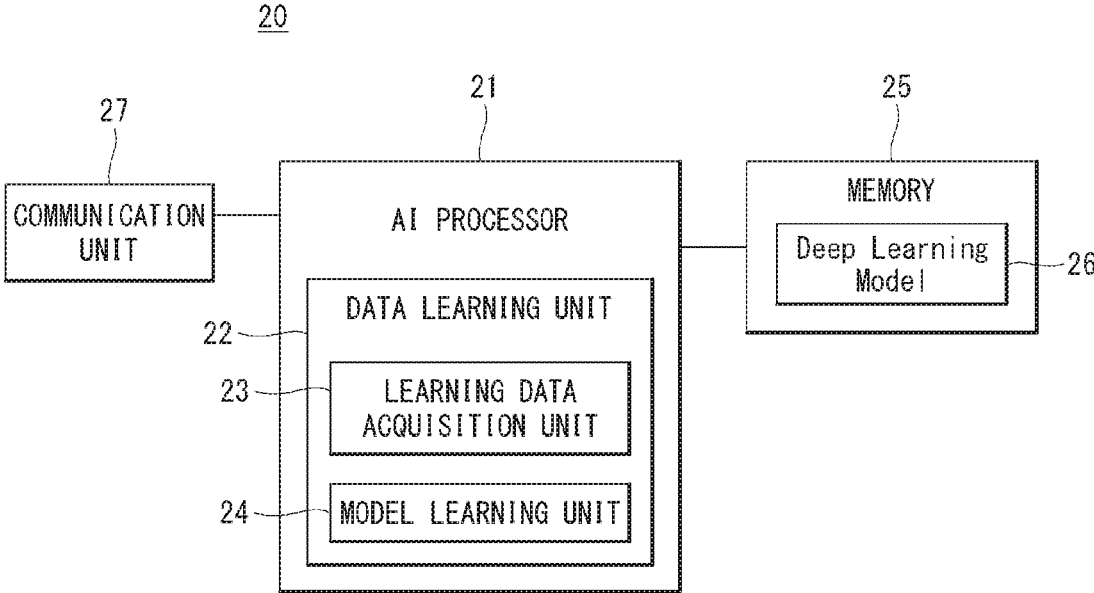 20
21
25
27
MEMORY
COMMUNICATION
UNIT
AI PROCESSOR
Deep Learning
Model
26
DATA LEARNING UNIT
22
23
LEARNING DATA
ACQUISITION UNIT
24
MODEL LEARNING UNIT